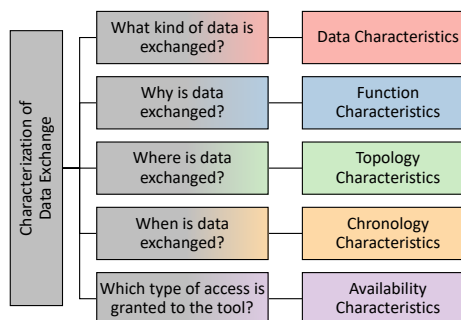 Characterization of
Data Exchange
What kind of data is
exchanged?
Data Characteristics
Why is data
exchanged?
Function
Characteristics
Where is data
exchanged?
Topology
Characteristics
When is data
exchanged?
Chronology
Characteristics
Which type of access is
granted to the tool?
Availability
Characteristics